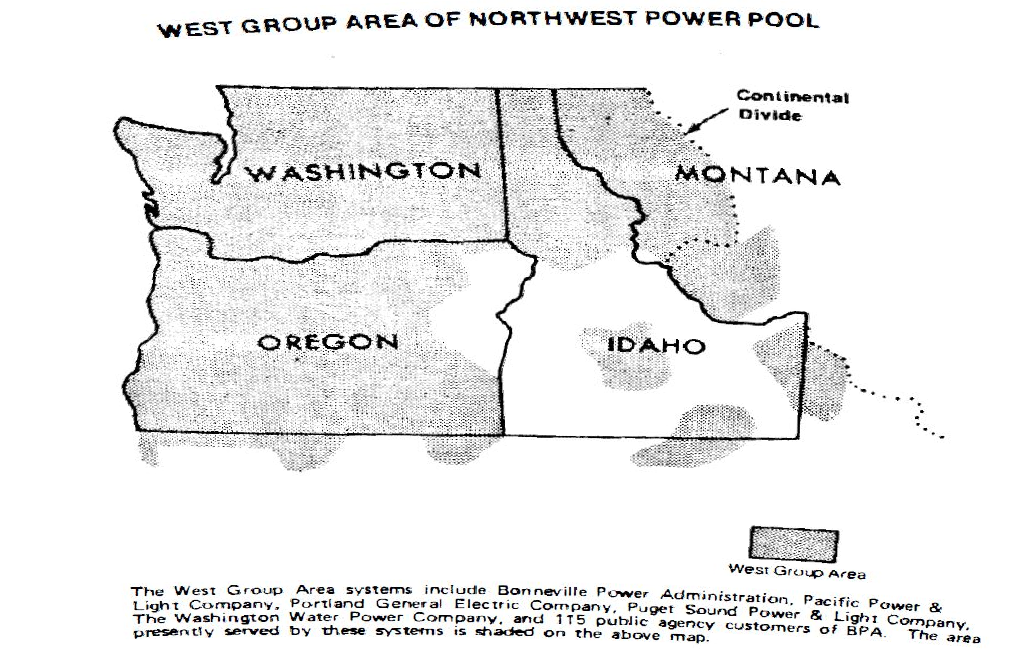 WEST GROUP AREA OF NORTHWEST POWER POOL
Continental
Divide
WASHINGTON
MONTANA
OREGON
IDAHO
West Group Area
The West Group Area systems include Bonneville Power Administration, Pacific Power &
Light Company, Portland General Electric Company, Puget Sound Power & Light Company,
The Washington Water Power Company, and 115 public agency customers of BPA. The area
presently served by these systems is shaded on the above map.